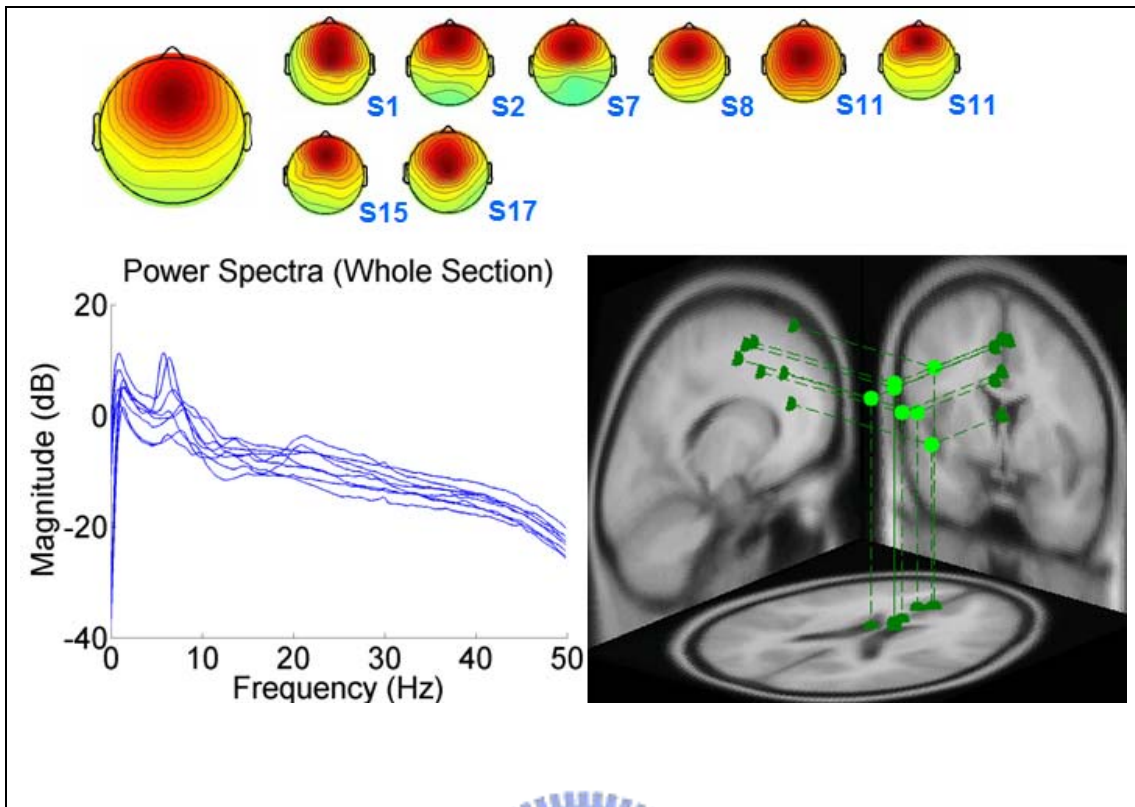 S1 S2 S7 S8 S11 S11
S15 S17
Power Spectra (Whole Section)
20
0
-20
-40
Magnitude (dB)
0 10 20 30 40 50
Frequency (Hz)